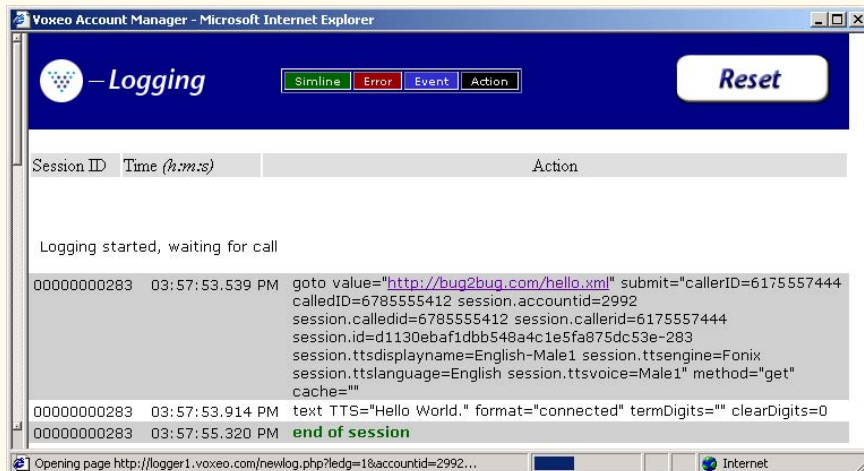 Voxeo Account Manager - Microsoft Internet Explorer
–Logging
Simline Error Event Action
Reset
Session ID Time (h:m:s) Action
Logging started, waiting for call
00000000283 03:57:53.539 PM goto value="http://bug2bug.com/hello.xml" submit="callerID=6175557444
calledID=6785555412 session.accountid=2992
session.calledid=6785555412 session.callerid=6175557444
session.id=d1130ebaf1dbb548a4c1e5fa875dc53e-283
session.ttsdisplayname=English-Male1 session.ttsengine=Fonix
session.ttslanguage=English session.ttsvoice=Male1" method="get"
cache=""
00000000283 03:57:53.914 PM text TTS="Hello World." format="connected" termDigits="" clearDigits=0
00000000283 03:57:55.320 PM end of session
Opening page http://logger1.voxeo.com/newlog.php?ledg=1&accountid=2992... Internet